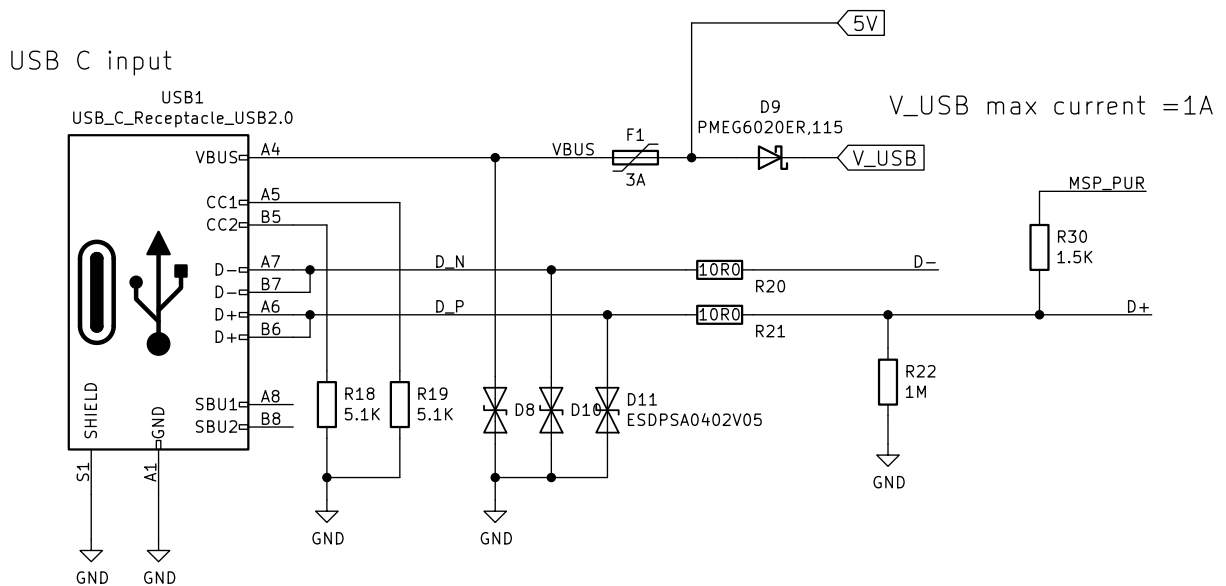 5V
USB C input
USB1
USB_C_Receptacle_USB2.0
D9
PMEG6020ER,115
V_USB max current =1A
F1
3A
VBUS
A4
VBUS
V_USB
CC1
A5
CC2
B5
MSP_PUR
R30
1.5K
D-
A7
D_N
10R0
R20
D-
D-
B7
D+
A6
D_P
10R0
R21
D+
D+
B6
R22
1M
GND
SHIELD
GND
SBU1
A8
SBU2
B8
R18
5.1K
R19
5.1K
D8
D10
D11
ESDPSA0402V05
S1
A1
GND
GND
GND
GND